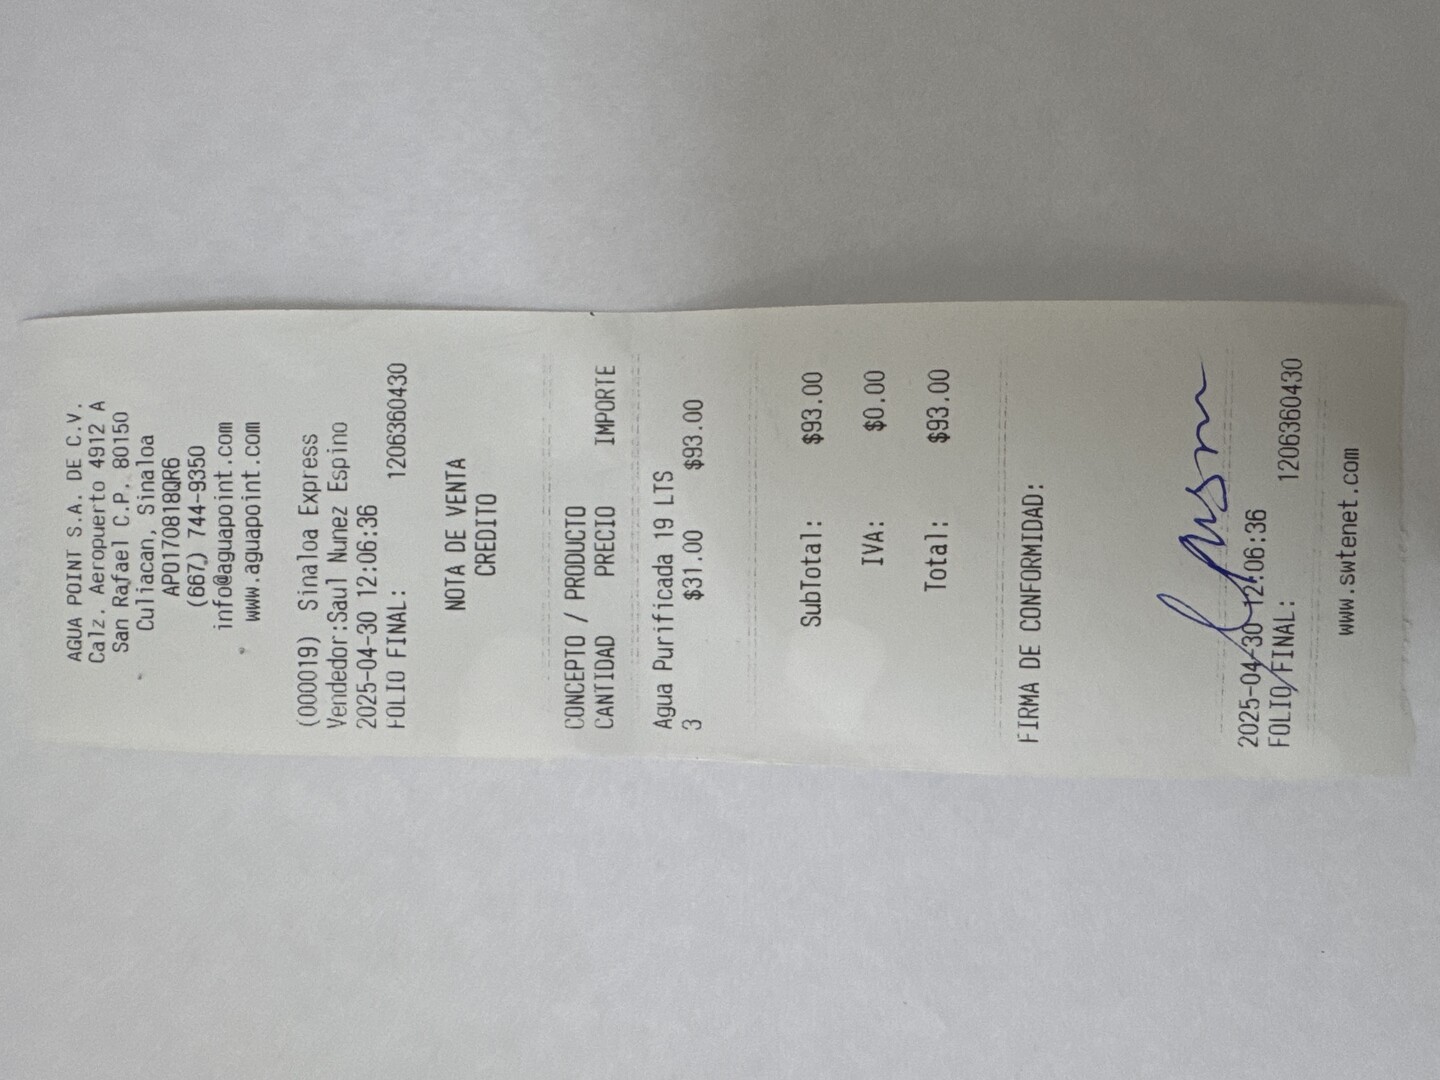 AGUA POINT S.A. DE C.V.
Calz. Aeropuerto 4912 A
San Rafael C.P. 80150
Culiacan, Sinaloa
APO170818QR6
(667) 744-9350
info@aguapoint.com
www.aguapoint.com
(000019) Sinaloa Express
Vendedor:Saul Nunez Espino
2025-04-30 12:06:36
FOLIO FINAL: 1206360430
NOTA DE VENTA
CREDITO
CONCEPTO / PRODUCTO
CANTIDAD PRECIO IMPORTE
Agua Purificada 19 LTS
3 $31.00 $93.00
SubTotal: $93.00
IVA: $0.00
Total: $93.00
FIRMA DE CONFORMIDAD:
2025-04-30 12:06:36
FOLIO FINAL: 1206360430
www.swtenet.com